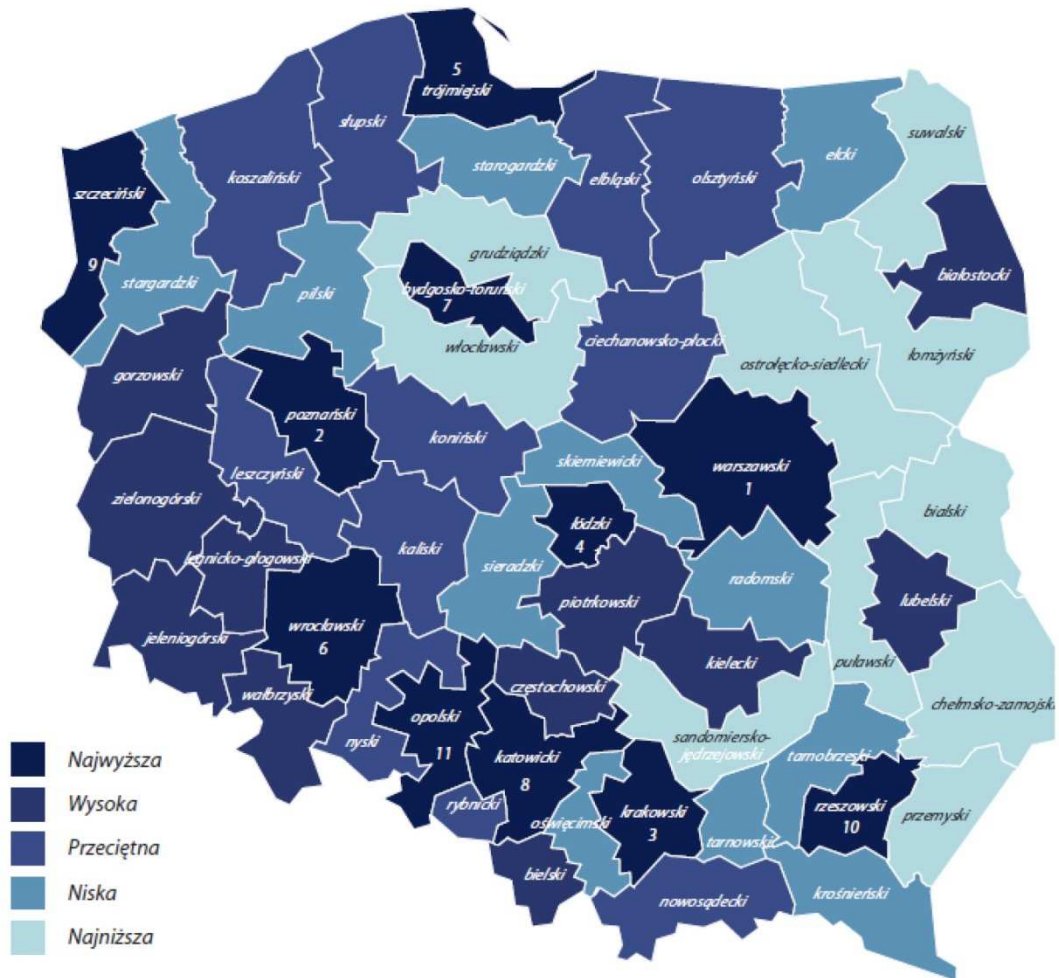 5
trójmiejski
słupski
suwalski
starogardzki
ełcki
koszaliński
elbląski
olsztyński
szczeciński
9
grudziądzki
białostocki
stargardzki
pilski
bydgosko-toruński
7
włocławski
ciechanowsko-płocki
łomżyński
ostrołęcko-siedlecki
gorzowski
poznański
2
koniński
skierniewicki
warszawski
1
leszczyński
zielonogórski
bialski
łódzki
4
legnicko-głogowski
kaliski
sieradzki
radomski
piotrkowski
lubelski
wrocławski
6
jeleniogórski
kielecki
puławski
częstochowski
wałbrzyski
chełmsko-zamojski
opolski
11
nyski
sandomiersko-
jędrzejowski
tarnobrzeski
katowicki
8
rybnicki
krakowski
3
rzeszowski
10
przemyski
oświęcimski
tarnowski
bielski
nowosądecki
krośnieński
Najwyższa
Wysoka
Przeciętna
Niska
Najniższa